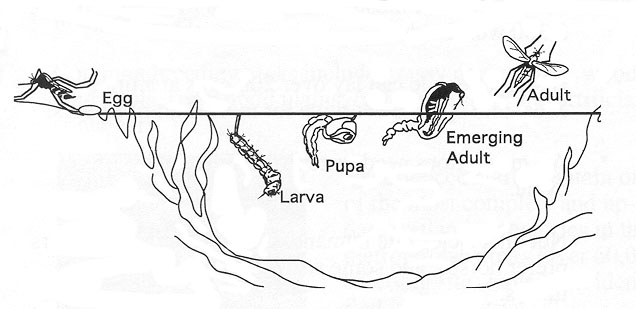 Egg
Adult
Emerging
Adult
Pupa
Larva